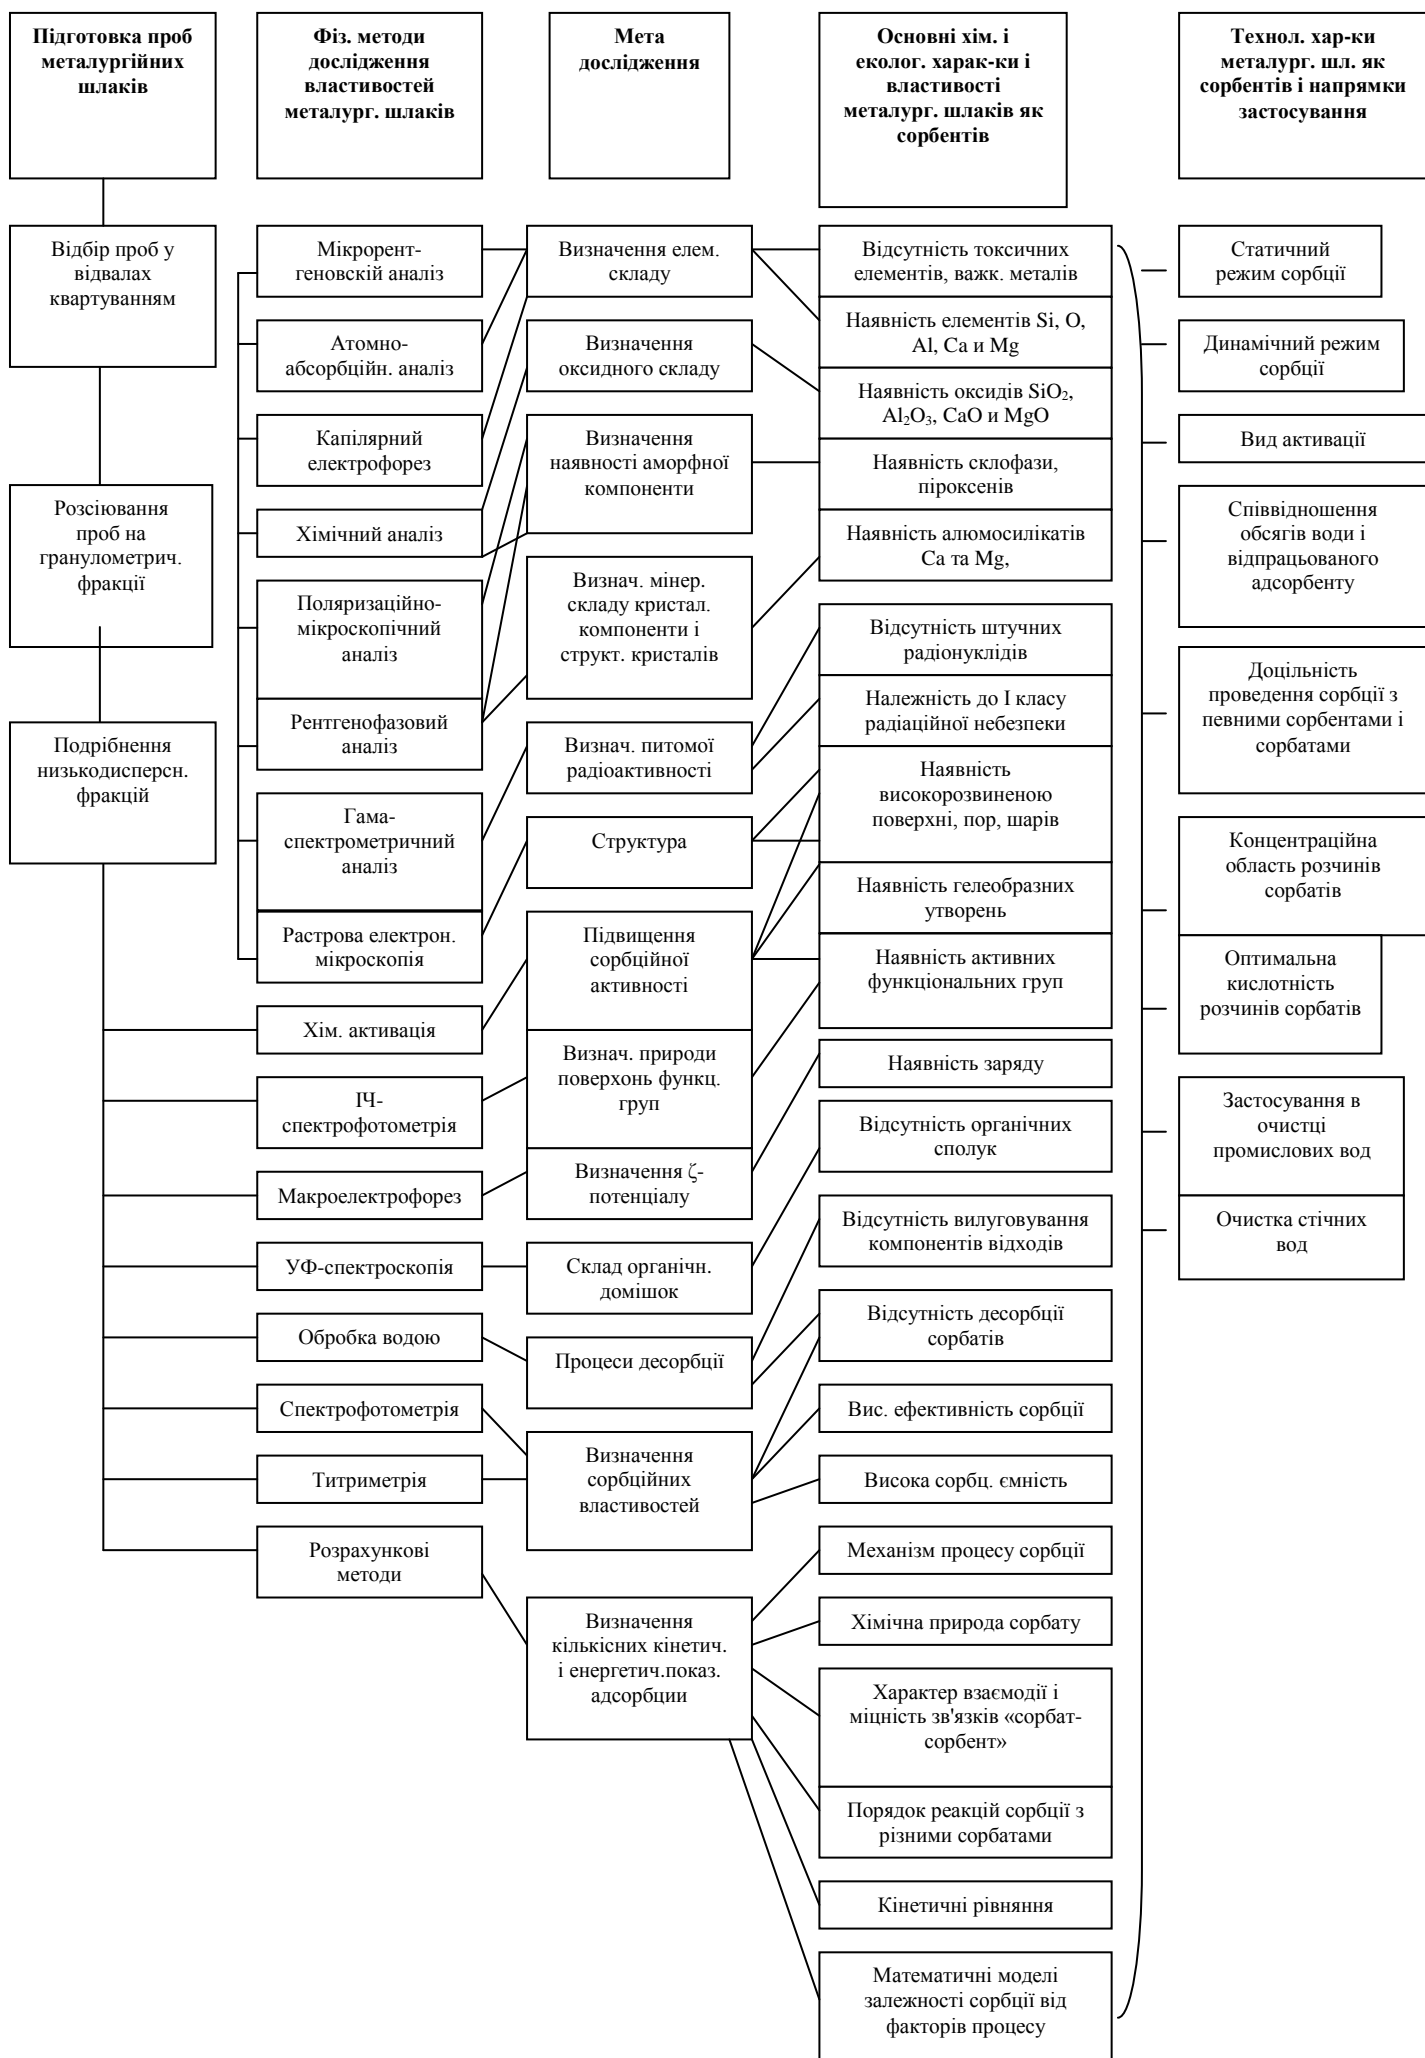 Підготовка проб
металургійних
шлаків
Фіз. методи
дослідження
властивостей
металург. шлаків
Мета
дослідження
Основні хім. і
еколог. харак-ки і
властивості
металург. шлаків як
сорбентів
Технол. хар-ки
металург. шл. як
сорбентів і напрямки
застосування
Відбір проб у
відвалах
квартуванням
Розсіювання
проб на
гранулометрич.
фракції
Подрібнення
низькодисперсн.
фракцій
Мікрорент-
геновскій аналіз
Атомно-
абсорбційн. аналіз
Капілярний
електрофорез
Хімічний аналіз
Поляризаційно-
мікроскопічний
аналіз
Рентгенофазовий
аналіз
Гама-
спектрометричний
аналіз
Растрова електрон.
мікроскопія
Хім. активація
ІЧ-
спектрофотометрія
Макроелектрофорез
УФ-спектроскопія
Обробка водою
Спектрофотометрія
Титриметрія
Розрахункові
методи
Визначення елем.
складу
Визначення
оксидного складу
Визначення
наявності аморфної
компоненти
Визнач. мінер.
складу кристал.
компоненти і
структ. кристалів
Визнач. питомої
радіоактивності
Структура
Підвищення
сорбційної
активності
Визнач. природи
поверхонь функц.
груп
Визначення ζ-
потенціалу
Склад органічн.
домішок
Процеси десорбції
Визначення
сорбційних
властивостей
Визначення
кількісних кінетич.
і енергетич.показ.
адсорбции
Відсутність токсичних
елементів, важк. металів
Наявність елементів Si, O,
Al, Ca и Mg
Наявність оксидів SiO₂,
Al₂O₃, CaO и MgO
Наявність склофази,
піроксенів
Наявність алюмосилікатів
Ca та Mg,
Відсутність штучних
радіонуклідів
Належність до І класу
радіаційної небезпеки
Наявність
високорозвиненою
поверхні, пор, шарів
Наявність гелеобразних
утворень
Наявність активних
функціональних груп
Наявність заряду
Відсутність органічних
сполук
Відсутність вилуговування
компонентів відходів
Відсутність десорбції
сорбатів
Вис. ефективність сорбції
Висока сорбц. ємність
Механізм процесу сорбції
Хімічна природа сорбату
Характер взаємодії і
міцність зв'язків «сорбат-
сорбент»
Порядок реакцій сорбції з
різними сорбатами
Кінетичні рівняння
Математичні моделі
залежності сорбції від
факторів процесу
Статичний
режим сорбції
Динамічний режим
сорбції
Вид активації
Співвідношення
обсягів води і
відпрацьованого
адсорбенту
Доцільність
проведення сорбції з
певними сорбентами і
сорбатами
Концентраційна
область розчинів
сорбатів
Оптимальна
кислотність
розчинів сорбатів
Застосування в
очистці
промислових вод
Очистка стічних
вод